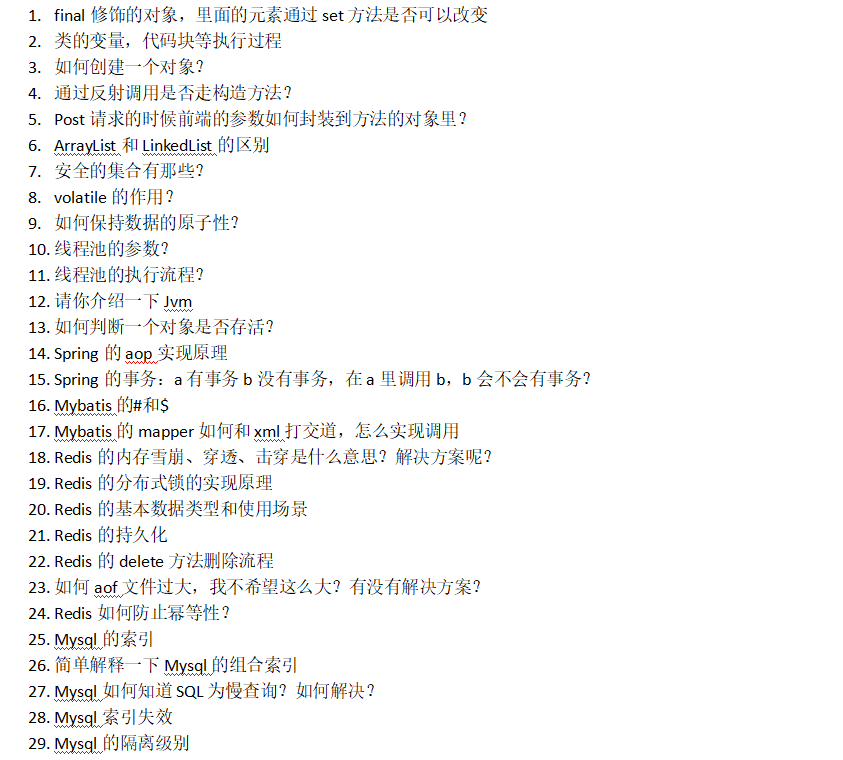 1. final 修饰的对象，里面的元素通过 set 方法是否可以改变
2. 类的变量，代码块等执行过程
3. 如何创建一个对象？
4. 通过反射调用是否走构造方法？
5. Post 请求的时候前端的参数如何封装到方法的对象里？
6. ArrayList 和 LinkedList 的区别
7. 安全的集合有那些？
8. volatile 的作用？
9. 如何保持数据的原子性？
10. 线程池的参数？
11. 线程池的执行流程？
12. 请你介绍一下 Jvm
13. 如何判断一个对象是否存活？
14. Spring 的 aop 实现原理
15. Spring 的事务：a 有事务 b 没有事务，在 a 里调用 b，b 会不会有事务？
16. Mybatis 的#和$
17. Mybatis 的 mapper 如何和 xml 打交道，怎么实现调用
18. Redis 的内存雪崩、穿透、击穿是什么意思？解决方案呢？
19. Redis 的分布式锁的实现原理
20. Redis 的基本数据类型和使用场景
21. Redis 的持久化
22. Redis 的 delete 方法删除流程
23. 如何 aof 文件过大，我不希望这么大？有没有解决方案？
24. Redis 如何防止幂等性？
25. Mysql 的索引
26. 简单解释一下 Mysql 的组合索引
27. Mysql 如何知道 SQL 为慢查询？如何解决？
28. Mysql 索引失效
29. Mysql 的隔离级别